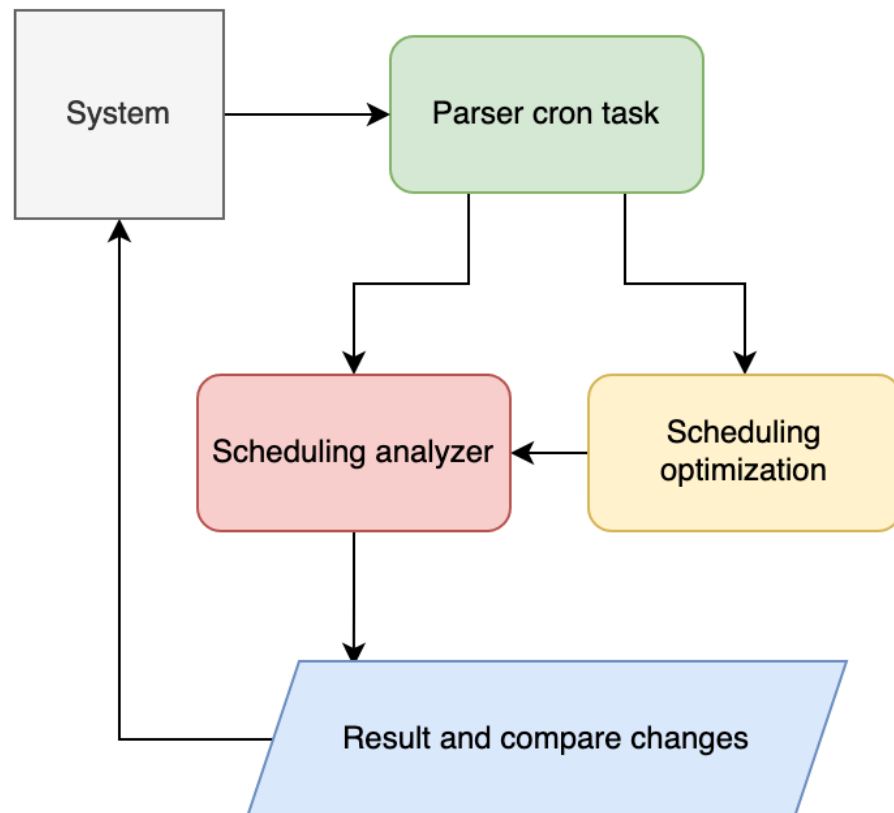 System
Parser cron task
Scheduling analyzer
Scheduling
optimization
Result and compare changes